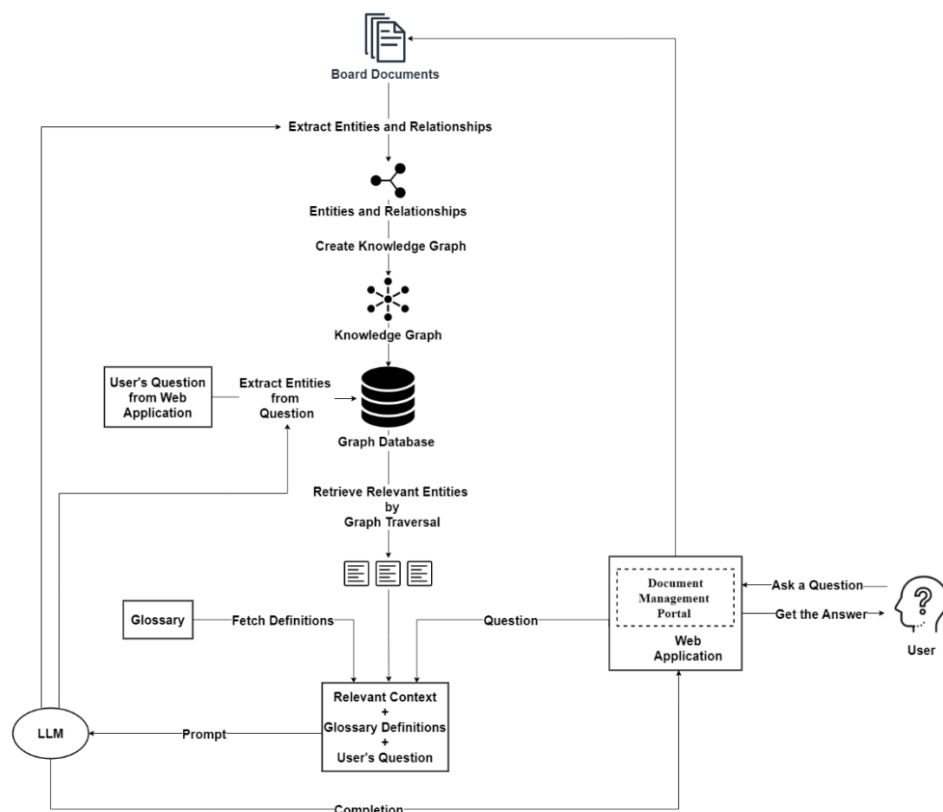 Board Documents
Extract Entities and Relationships
Entities and Relationships
Create Knowledge Graph
Knowledge Graph
User's Question
from Web
Application
Extract Entities
from
Question
Graph Database
Retrieve Relevant Entities
by
Graph Traversal
Document
Management
Portal
Web
Application
Ask a Question
Get the Answer
User
Glossary
Fetch Definitions
Question
Relevant Context
+
Glossary Definitions
+
User's Question
LLM
Prompt
Completion